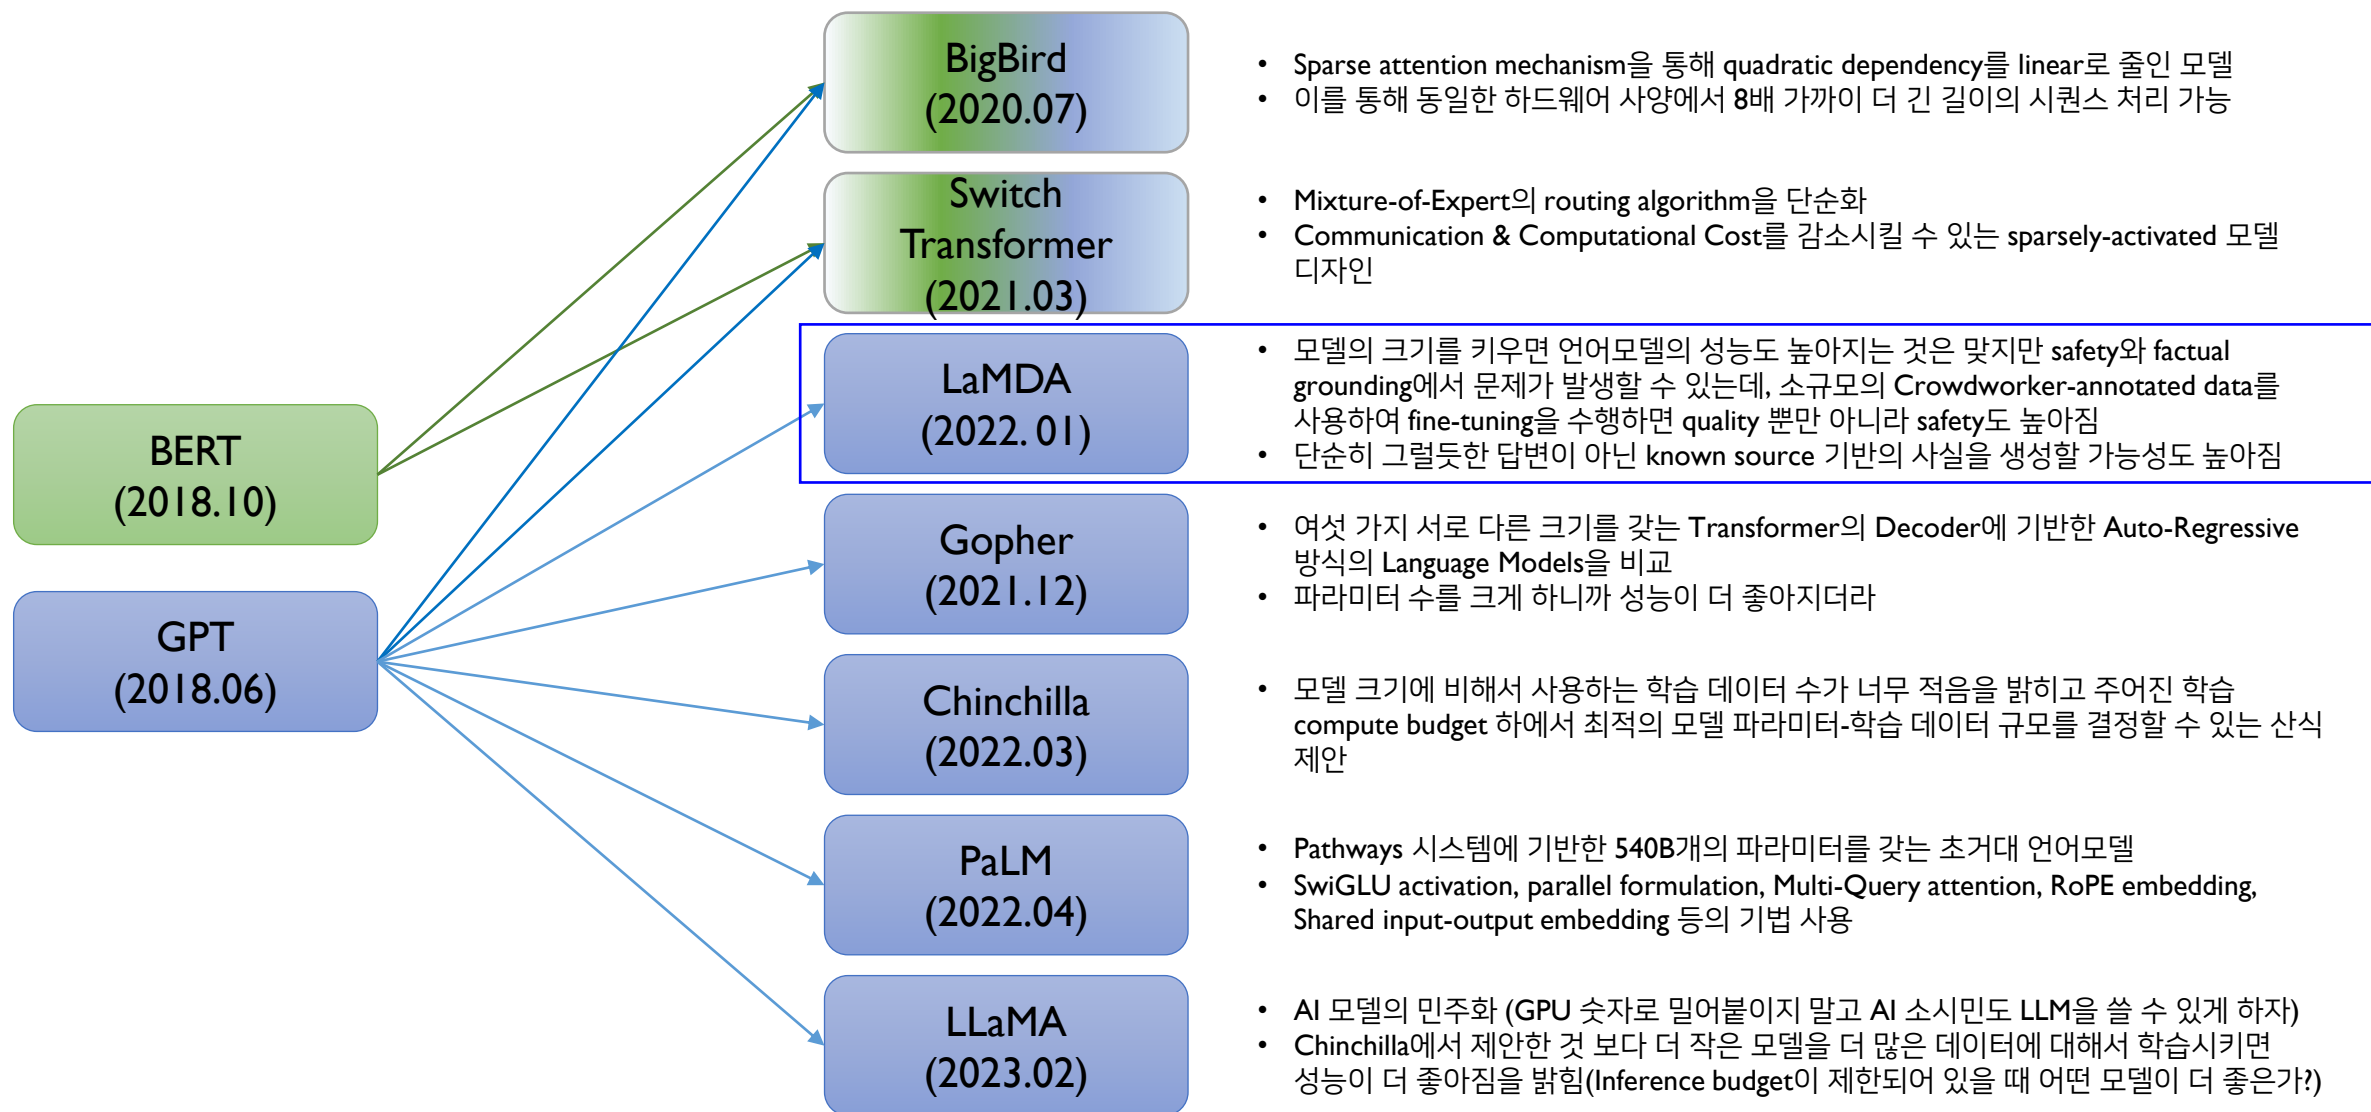 BERT
(2018.10)
GPT
(2018.06)
BigBird
(2020.07)
• Sparse attention mechanism을 통해 quadratic dependency를 linear로 줄인 모델
• 이를 통해 동일한 하드웨어 사양에서 8배 가까이 더 긴 길이의 시퀀스 처리 가능
Switch
Transformer
(2021.03)
• Mixture-of-Expert의 routing algorithm을 단순화
• Communication & Computational Cost를 감소시킬 수 있는 sparsely-activated 모델
디자인
LaMDA
(2022. 01)
• 모델의 크기를 키우면 언어모델의 성능도 높아지는 것은 맞지만 safety와 factual
grounding에서 문제가 발생할 수 있는데, 소규모의 Crowdworker-annotated data를
사용하여 fine-tuning을 수행하면 quality 뿐만 아니라 safety도 높아짐
• 단순히 그럴듯한 답변이 아닌 known source 기반의 사실을 생성할 가능성도 높아짐
Gopher
(2021.12)
• 여섯 가지 서로 다른 크기를 갖는 Transformer의 Decoder에 기반한 Auto-Regressive
방식의 Language Models을 비교
• 파라미터 수를 크게 하니까 성능이 더 좋아지더라
Chinchilla
(2022.03)
• 모델 크기에 비해서 사용하는 학습 데이터 수가 너무 적음을 밝히고 주어진 학습
compute budget 하에서 최적의 모델 파라미터-학습 데이터 규모를 결정할 수 있는 산식
제안
PaLM
(2022.04)
• Pathways 시스템에 기반한 540B개의 파라미터를 갖는 초거대 언어모델
• SwiGLU activation, parallel formulation, Multi-Query attention, RoPE embedding,
Shared input-output embedding 등의 기법 사용
LLaMA
(2023.02)
• AI 모델의 민주화 (GPU 숫자로 밀어붙이지 말고 AI 소시민도 LLM을 쓸 수 있게 하자)
• Chinchilla에서 제안한 것 보다 더 작은 모델을 더 많은 데이터에 대해서 학습시키면
성능이 더 좋아짐을 밝힘(Inference budget이 제한되어 있을 때 어떤 모델이 더 좋은가?)